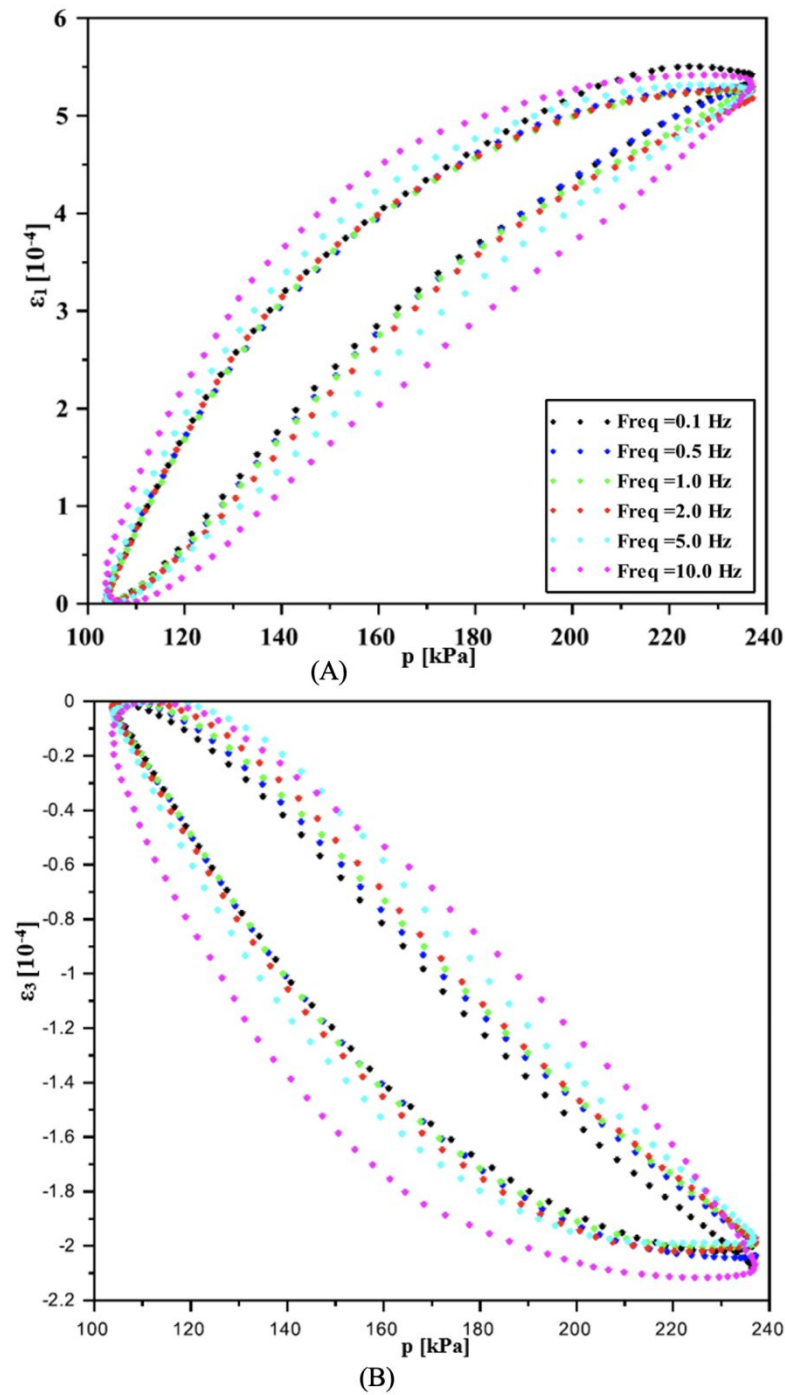 6
5
4
3
2
1
0
ε1 [10-4]
Freq =0.1 Hz
Freq =0.5 Hz
Freq =1.0 Hz
Freq =2.0 Hz
Freq =5.0 Hz
Freq =10.0 Hz
100 120 140 160 180 200 220 240
p [kPa]
(A)
0
-0.2
-0.4
-0.6
-0.8
-1
-1.2
-1.4
-1.6
-1.8
-2
-2.2
ε3 [10-4]
100 120 140 160 180 200 220 240
p [kPa]
(B)